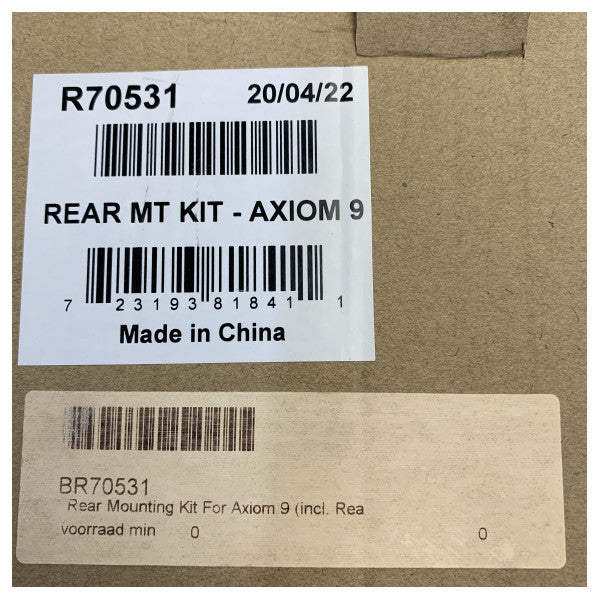 R70531 20/04/22
REAR MT KIT - AXIOM 9
7 23193 81841 1
Made in China
BR70531
Rear Mounting Kit For Axiom 9 (incl. Rea
voorraad min 0 0